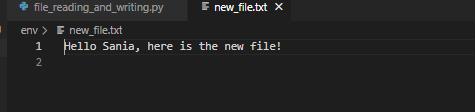 file_reading_and_writing.py new_file.txt
env > new_file.txt
1 Hello Sania, here is the new file!
2